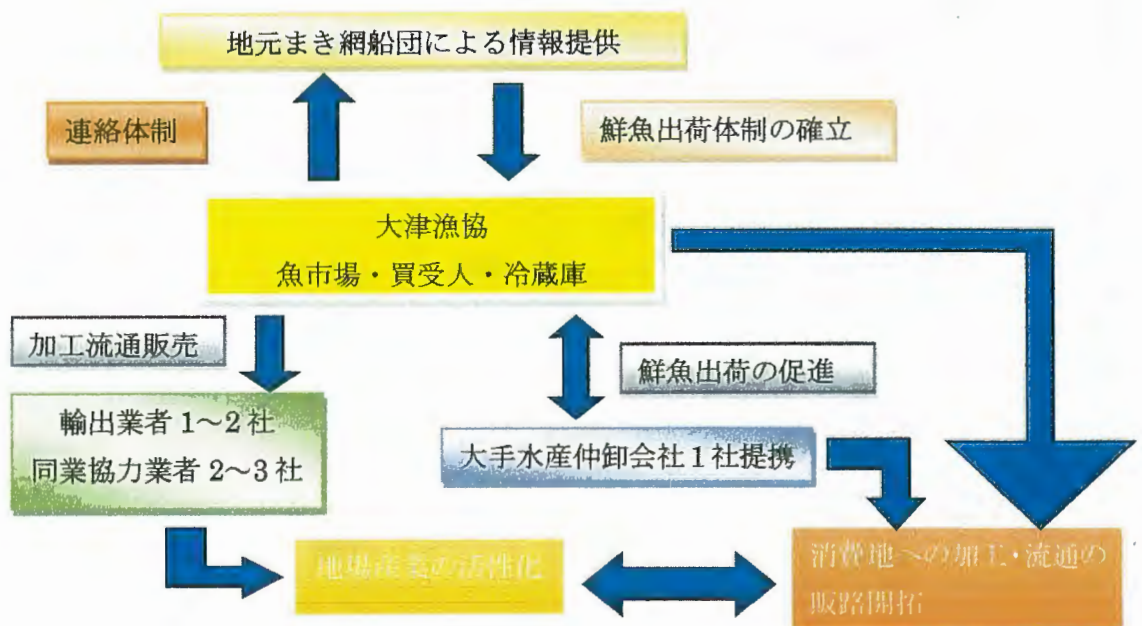 地元まき網船団による情報提供
連絡体制
鮮魚出荷体制の確立
大津漁協
魚市場・買受人・冷蔵庫
加工流通販売
鮮魚出荷の促進
輸出業者 1～2 社
同業協力業者 2～3 社
大手水産仲卸会社 1 社提携
地場産業の活性化
消費地への加工・流通の
販路開拓